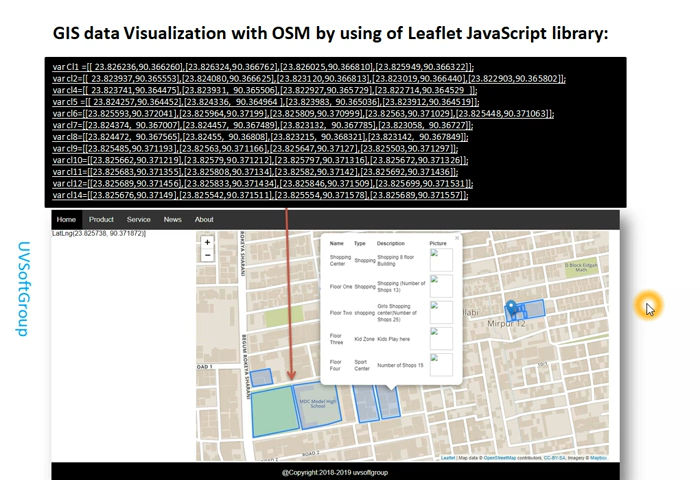 GIS data Visualization with OSM by using of Leaflet JavaScript library:
var Cl1 =[[ 23.826236,90.366260],[23.826324,90.366762],[23.826025,90.366810],[23.825949,90.366322]];
var cl2=[[ 23.823937,90.365553],[23.824080,90.366625],[23.823120,90.366813],[23.823019,90.366440],[23.822903,90.365802]];
var cl4=[[ 23.823741,90.364475],[23.823931, 90.365506],[23.822927,90.365729],[23.822714,90.364529 ]];
var cl5 =[[ 23.824257,90.364452],[23.824336, 90.364964 ],[23.823983, 90.365036],[23.823912,90.364519]];
var cl6=[[23.825593,90.372041],[23.825964,90.37199],[23.825809,90.370999],[23.82563,90.371029],[23.825448,90.371063]];
var cl7=[[23.824374, 90.367007],[23.824457, 90.367489],[23.823132, 90.367785],[23.823058, 90.36727]];
var cl8=[[23.824472, 90.367565],[23.82455, 90.36808],[23.823215, 90.368321],[23.823142, 90.367849]];
var cl9=[[23.825485,90.371193],[23.82563,90.371166],[23.825647,90.37127],[23.825503,90.371297]];
var cl10=[[23.825662,90.371219],[23.82579,90.371212],[23.825797,90.371316],[23.825672,90.371326]];
var cl11=[[23.825683,90.371355],[23.825808,90.37134],[23.82582,90.37142],[23.825692,90.371436]];
var cl12=[[23.825689,90.371456],[23.825833,90.371434],[23.825846,90.371509],[23.825699,90.371531]];
var cl14=[[23.825676,90.37149],[23.825542,90.371511],[23.825554,90.371578],[23.825689,90.371557]];
Home Product Service News About
LatLng(23.825738, 90.371872)]
+
−
ROKEYA SHARANI
BEGUM ROKEYA SHARANI
Name Type Description Picture
Shopping Center Shopping Shopping 8 floor Building
Floor One Shopping Shopping (Number of Shops 13)
Floor Two shopping Girls Shopping center(Number of Shops 25)
Floor Three Kid Zone Kids Play here
Floor Four Sport Center Number of Shops 15
×
D Block Eidgah Math
llabi
Mirpur 12
ROAD 1
MDC Model High School
ROAD 2
Leaflet | Map data © OpenStreetMap contributors, CC-BY-SA, Imagery © Mapbox
@Copyright:2018-2019 uvsoftgroup
UVSoftGroup